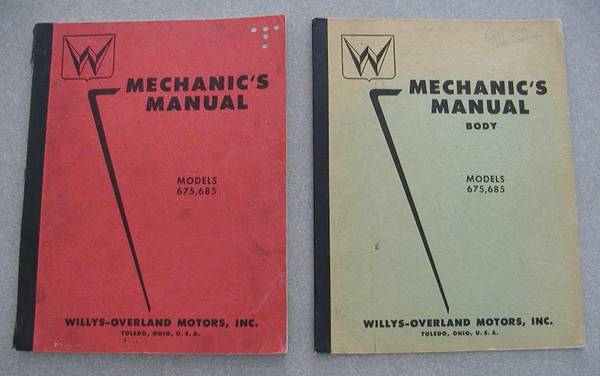 W
MECHANIC'S
MANUAL
MODELS
675,685
WILLYS-OVERLAND MOTORS, INC.
TOLEDO, OHIO, U. S. A.
W
MECHANIC'S
MANUAL
BODY
MODELS
675,685
WILLYS-OVERLAND MOTORS, INC.
TOLEDO, OHIO, U. S. A.